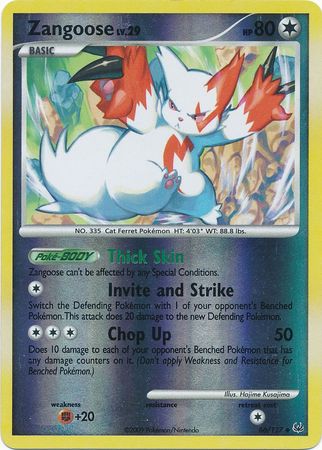 Zangoose LV.29 HP 80
BASIC
NO. 335 Cat Ferret Pokémon HT: 4'03" WT: 88.8 lbs.
Poké-BODY Thick Skin
Zangoose can't be affected by any Special Conditions.
Invite and Strike
Switch the Defending Pokémon with 1 of your opponent's Benched
Pokémon. This attack does 20 damage to the new Defending Pokémon.
Chop Up 50
Does 10 damage to each of your opponent's Benched Pokémon that has
any damage counters on it. (Don't apply Weakness and Resistance for
Benched Pokémon.)
Illus. Hajime Kusajima
weakness resistance retreat cost
+20
©2009 Pokémon/Nintendo
/127